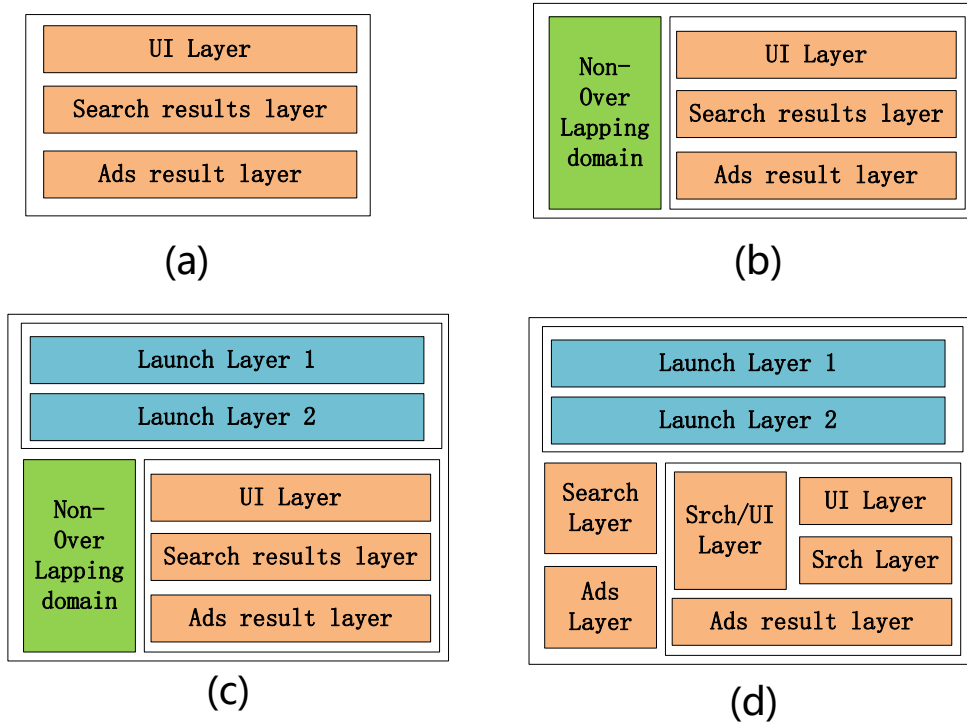 UI Layer
Search results layer
Ads result layer
(a)
Non-
Over
Lapping
domain
UI Layer
Search results layer
Ads result layer
(b)
Launch Layer 1
Launch Layer 2
Non-
Over
Lapping
domain
UI Layer
Search results layer
Ads result layer
(c)
Launch Layer 1
Launch Layer 2
Search
Layer
Ads
Layer
Srch/UI
Layer
UI Layer
Srch Layer
Ads result layer
(d)